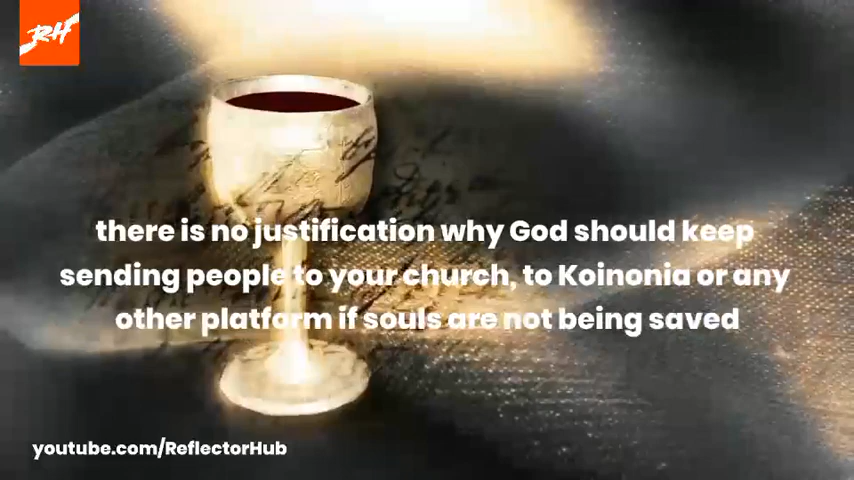 RH
there is no justification why God should keep
sending people to your church, to Koinonia or any
other platform if souls are not being saved
youtube.com/ReflectorHub